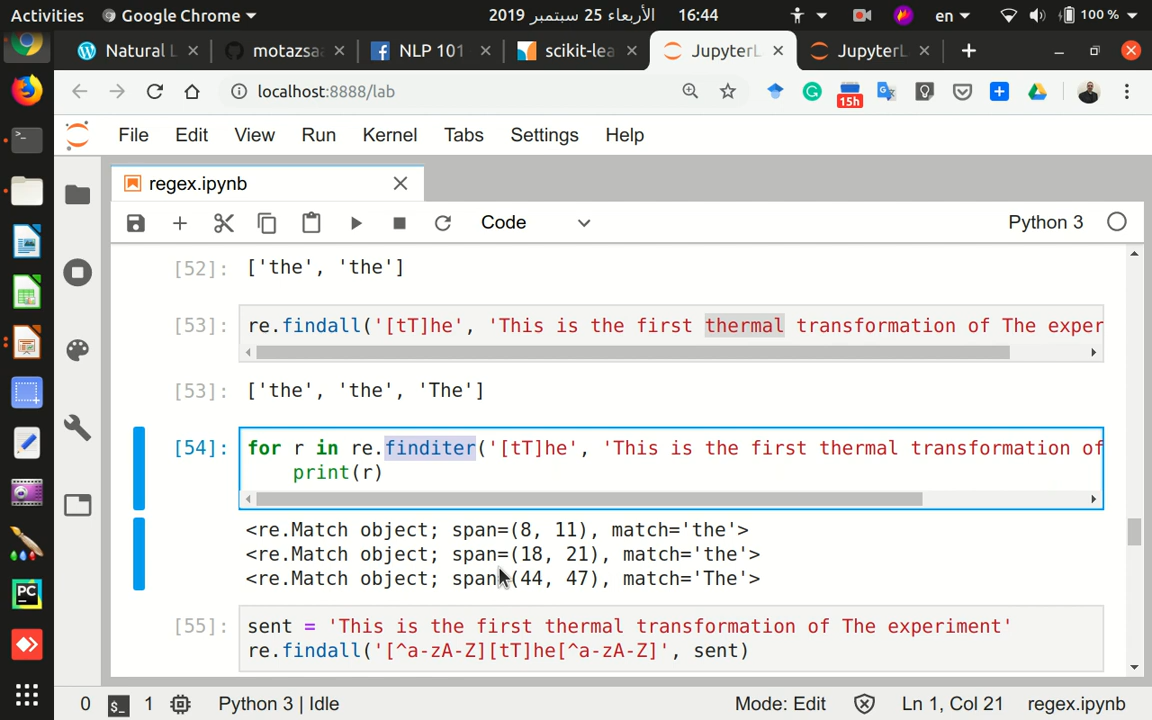 Activities Google Chrome الأربعاء 25 سبتمبر 2019 16:44 en 100 %
Natural L motazsaa NLP 101 scikit-lea JupyterL JupyterL
localhost:8888/lab 15h
File Edit View Run Kernel Tabs Settings Help
regex.ipynb
Code Python 3
[52]: ['the', 'the']
[53]: re.findall('[tT]he', 'This is the first thermal transformation of The exper
[53]: ['the', 'the', 'The']
[54]: for r in re.finditer('[tT]he', 'This is the first thermal transformation of
print(r)
<re.Match object; span=(8, 11), match='the'>
<re.Match object; span=(18, 21), match='the'>
<re.Match object; span=(44, 47), match='The'>
[55]: sent = 'This is the first thermal transformation of The experiment'
re.findall('[^a-zA-Z][tT]he[^a-zA-Z]', sent)
0 1 Python 3 | Idle Mode: Edit Ln 1, Col 21 regex.ipynb